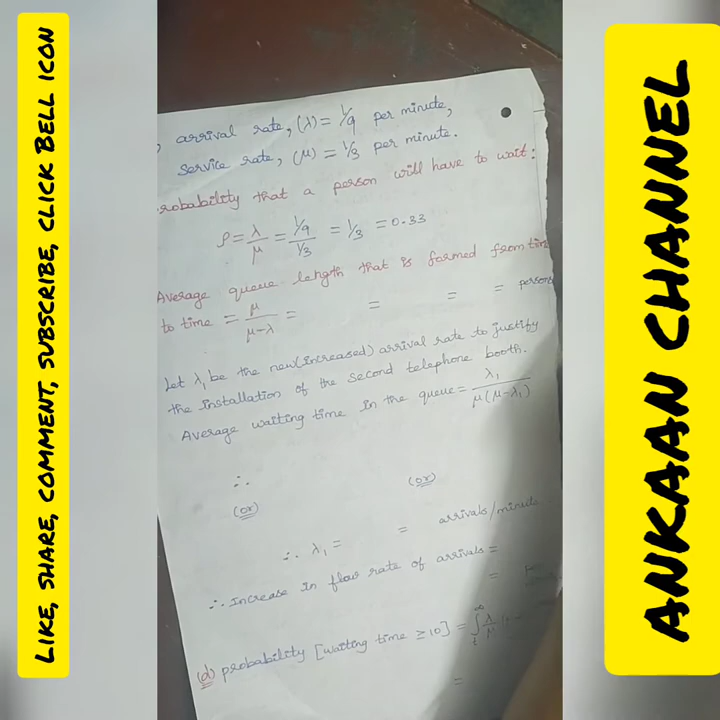 LIKE, SHARE, COMMENT, SUBSCRIBE, CLICK BELL ICON
, arrival rate, (λ) = 1/9 per minute,
service rate, (μ) = 1/3 per minute.
robability that a person will have to wait:
ρ = λ/μ = (1/9)/(1/3) = 1/3 = 0.33
Average queue length that is formed from tim
to time = μ/(μ-λ) = = = = persons
Let λ₁ be the new (increased) arrival rate to justify
the installation of the second telephone booth.
Average waiting time in the queue = λ₁/(μ(μ-λ₁))
∴ (or)
(or)
∴ λ₁ = = arrivals/minute
∴ Increase in flow rate of arrivals =
=
(d) probability [waiting time ≥ 10] = ∫ₜ^∞ λ/μ
=
ANKAAN CHANNEL